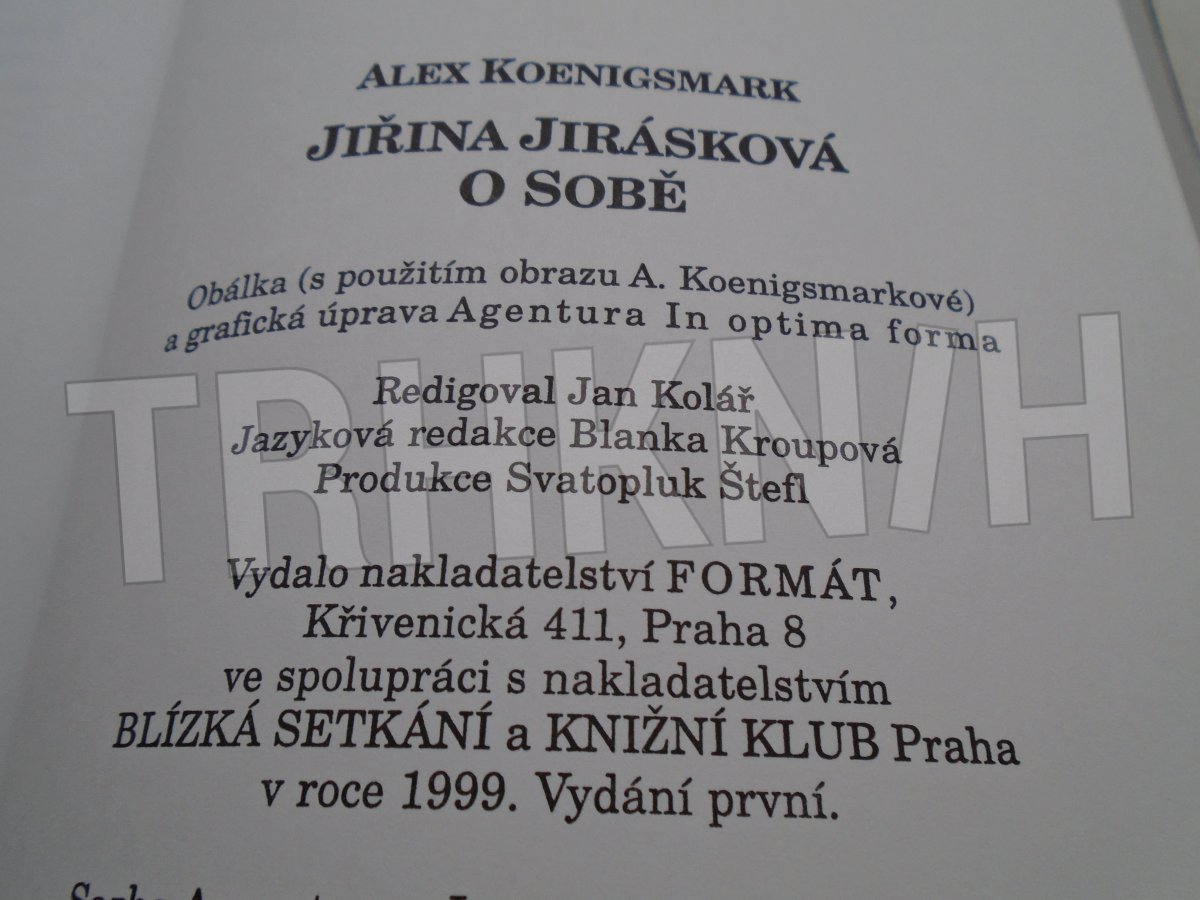 ALEX KOENIGSMARK
JIŘINA JIRÁSKOVÁ
O SOBĚ
Obálka (s použitím obrazu A. Koenigsmarkové)
a grafická úprava Agentura In optima forma
Redigoval Jan Kolář
Jazyková redakce Blanka Kroupová
Produkce Svatopluk Štefl
TRHKN/H
Vydalo nakladatelství FORMÁT,
Křivenická 411, Praha 8
ve spolupráci s nakladatelstvím
BLÍZKÁ SETKÁNÍ a KNIŽNÍ KLUB Praha
v roce 1999. Vydání první.